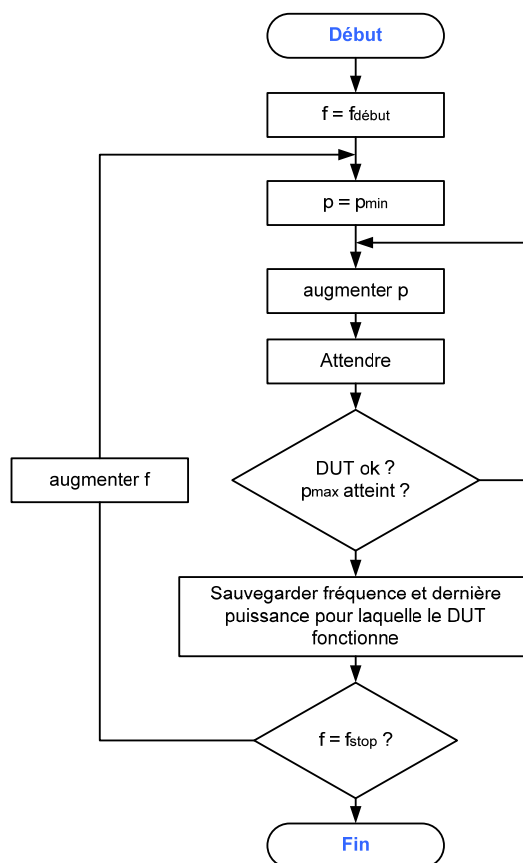 Début
f = fdébut
p = pmin
augmenter p
Attendre
DUT ok ?
pmax atteint ?
augmenter f
Sauvegarder fréquence et dernière
puissance pour laquelle le DUT
fonctionne
f = fstop ?
Fin